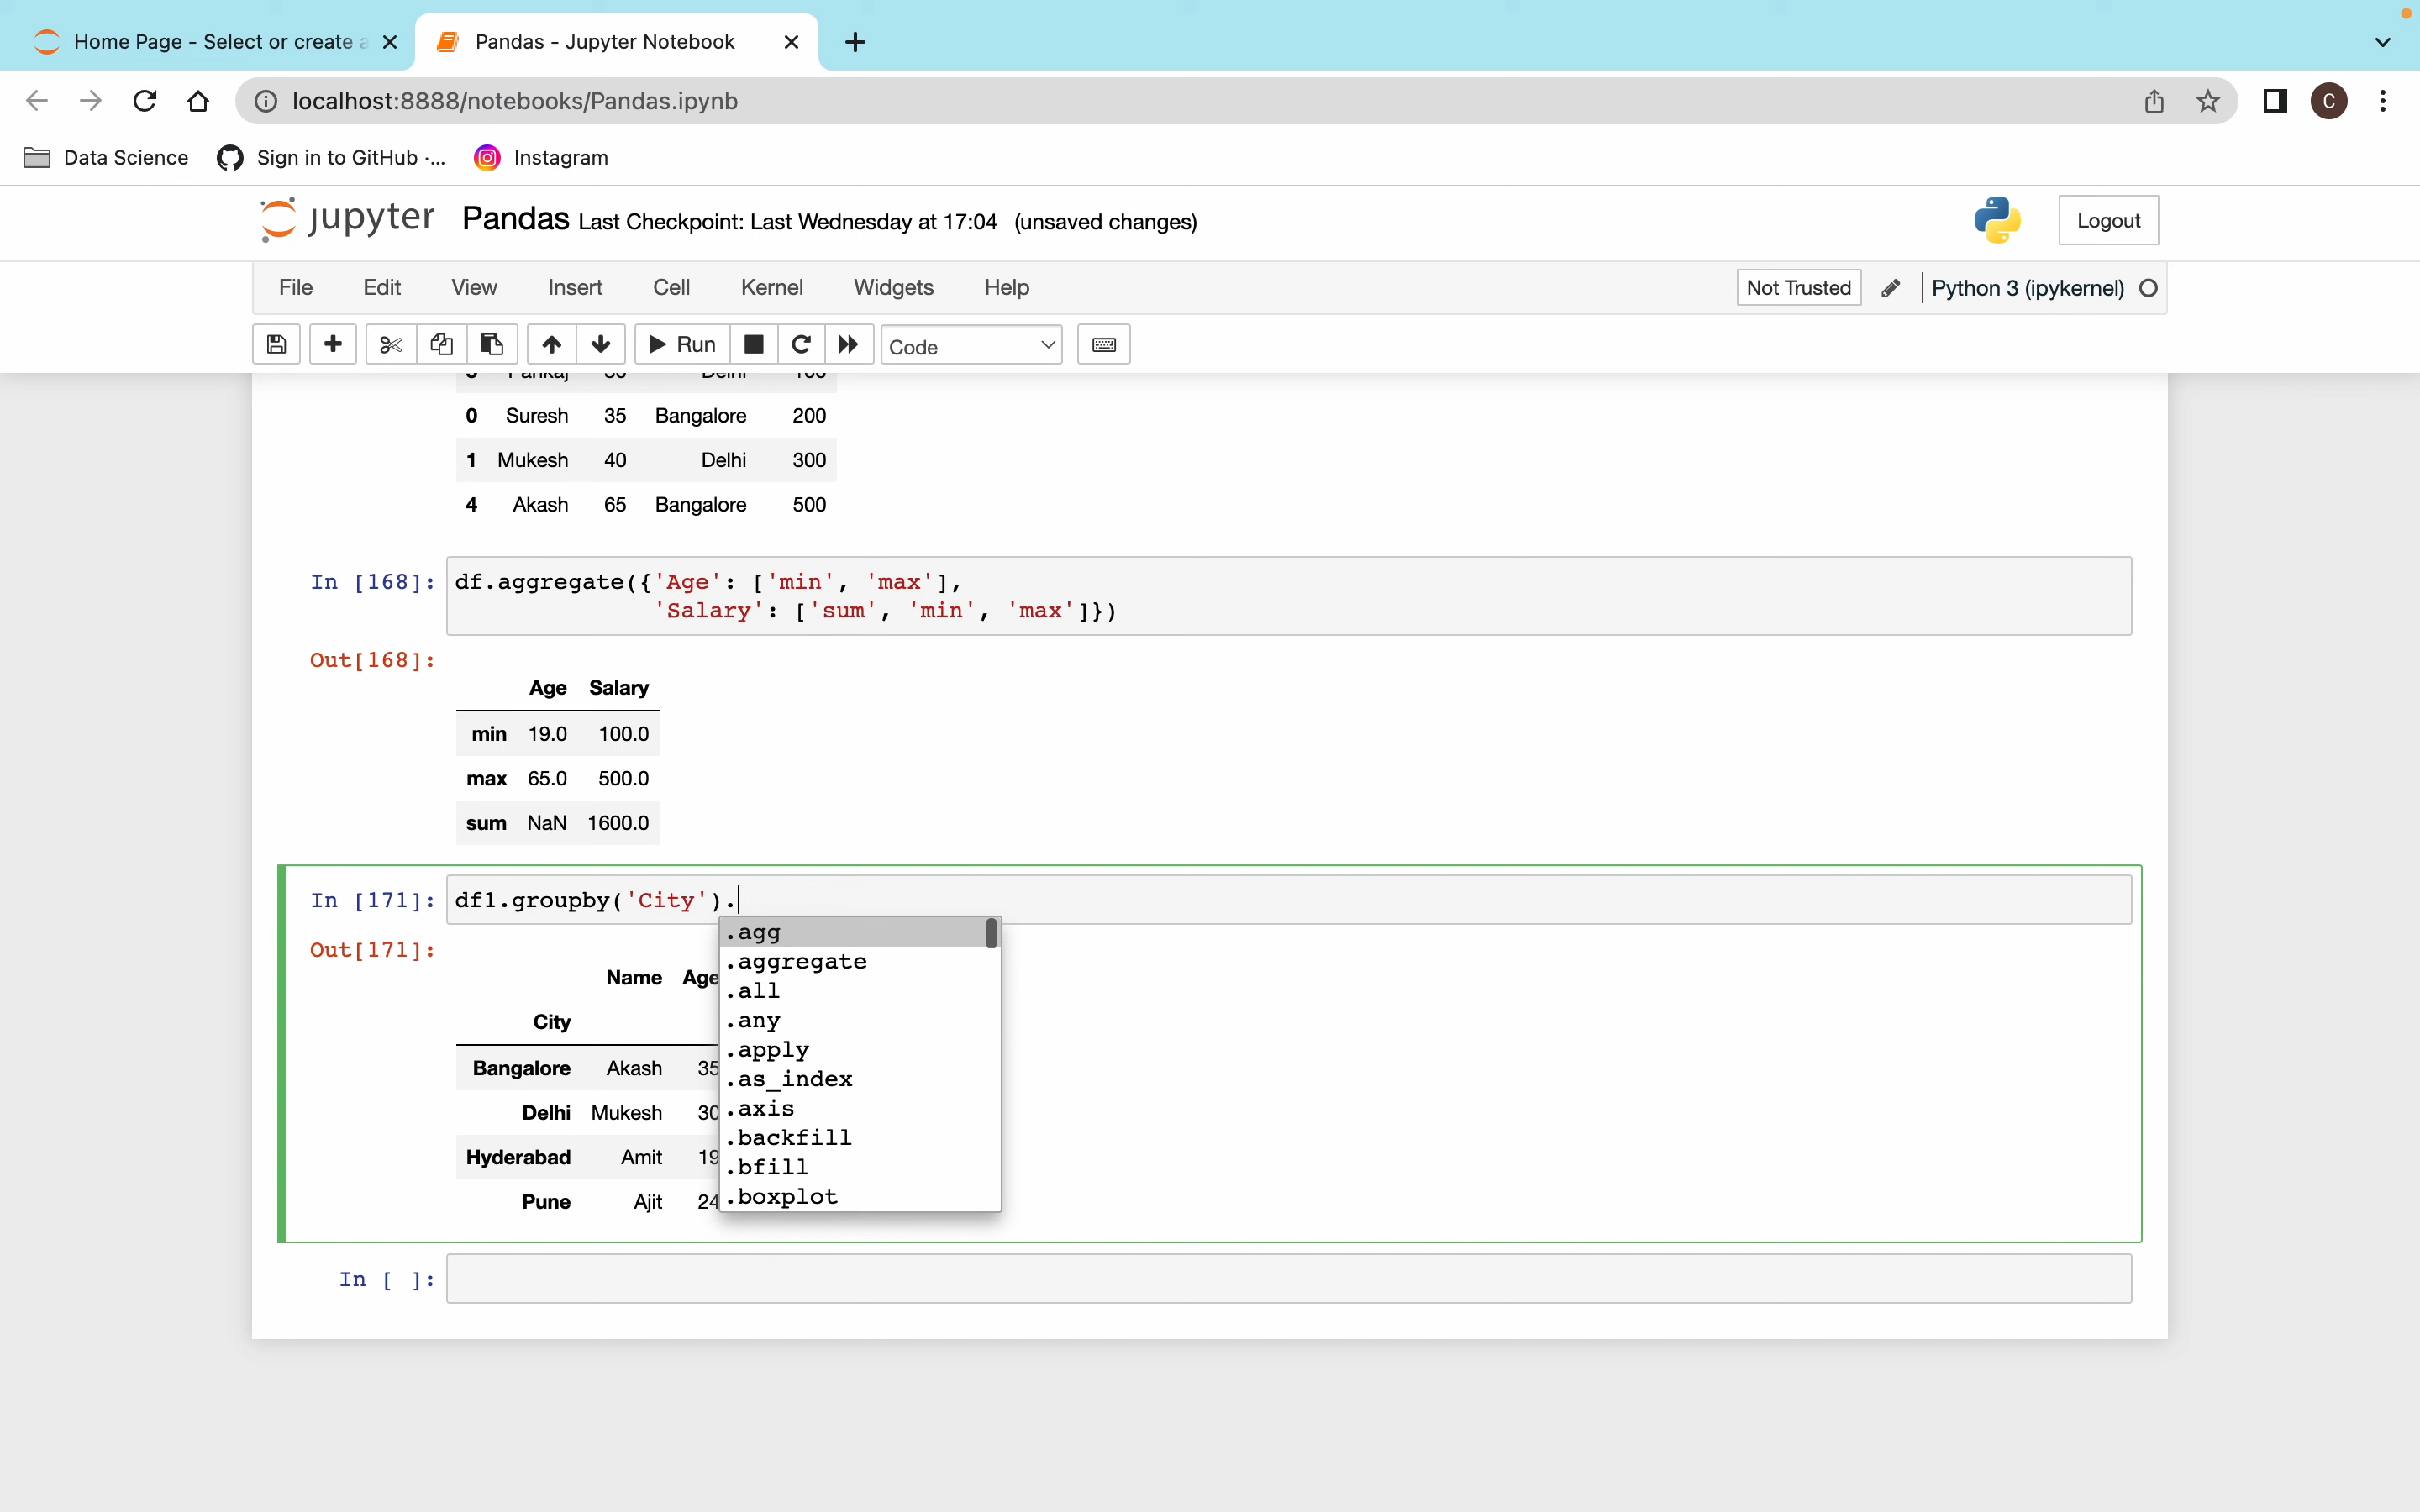 Home Page - Select or create a
Pandas - Jupyter Notebook
localhost:8888/notebooks/Pandas.ipynb
C
Data Science
Sign in to GitHub ·...
Instagram
jupyter Pandas Last Checkpoint: Last Wednesday at 17:04 (unsaved changes)
Logout
File Edit View Insert Cell Kernel Widgets Help
Not Trusted
Python 3 (ipykernel)
Run
Code
0 Suresh 35 Bangalore 200
1 Mukesh 40 Delhi 300
4 Akash 65 Bangalore 500
In [168]: df.aggregate({'Age': ['min', 'max'],
'Salary': ['sum', 'min', 'max']})
Out[168]:
Age Salary
min 19.0 100.0
max 65.0 500.0
sum NaN 1600.0
In [171]: df1.groupby('City').
Out[171]:
Name Age
City
Bangalore Akash 35
Delhi Mukesh 30
Hyderabad Amit 19
Pune Ajit 24
.agg
.aggregate
.all
.any
.apply
.as_index
.axis
.backfill
.bfill
.boxplot
In [ ]: